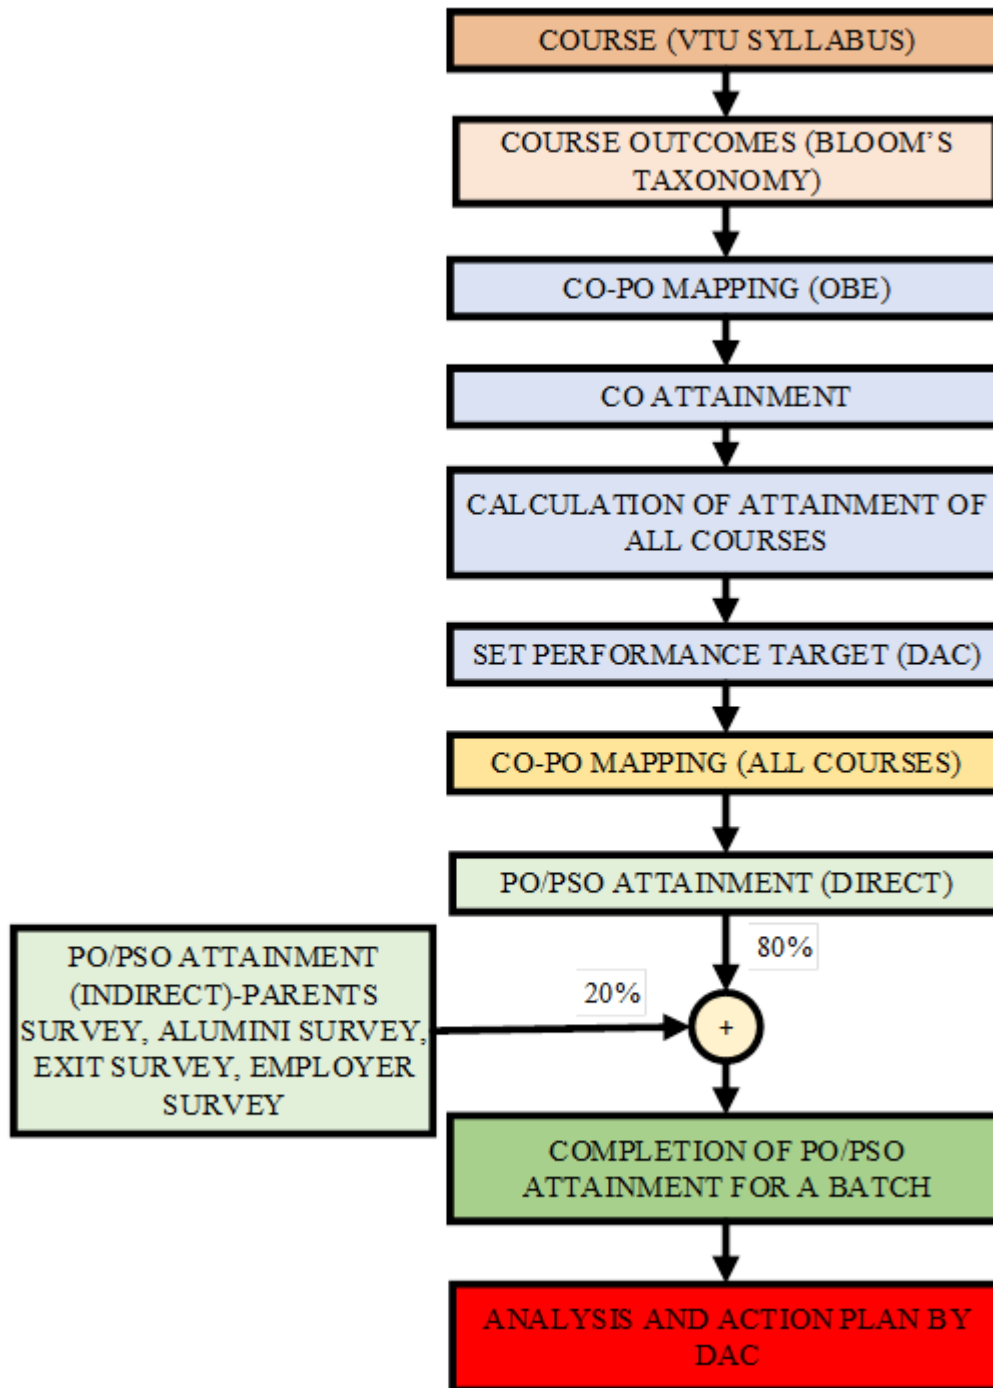 COURSE (VTU SYLLABUS)
COURSE OUTCOMES (BLOOM'S
TAXONOMY)
CO-PO MAPPING (OBE)
CO ATTAINMENT
CALCULATION OF ATTAINMENT OF
ALL COURSES
SET PERFORMANCE TARGET (DAC)
CO-PO MAPPING (ALL COURSES)
PO/PSO ATTAINMENT (DIRECT)
80%
PO/PSO ATTAINMENT
(INDIRECT)-PARENTS
SURVEY, ALUMINI SURVEY,
EXIT SURVEY, EMPLOYER
SURVEY
20%
+
COMPLETION OF PO/PSO
ATTAINMENT FOR A BATCH
ANALYSIS AND ACTION PLAN BY
DAC